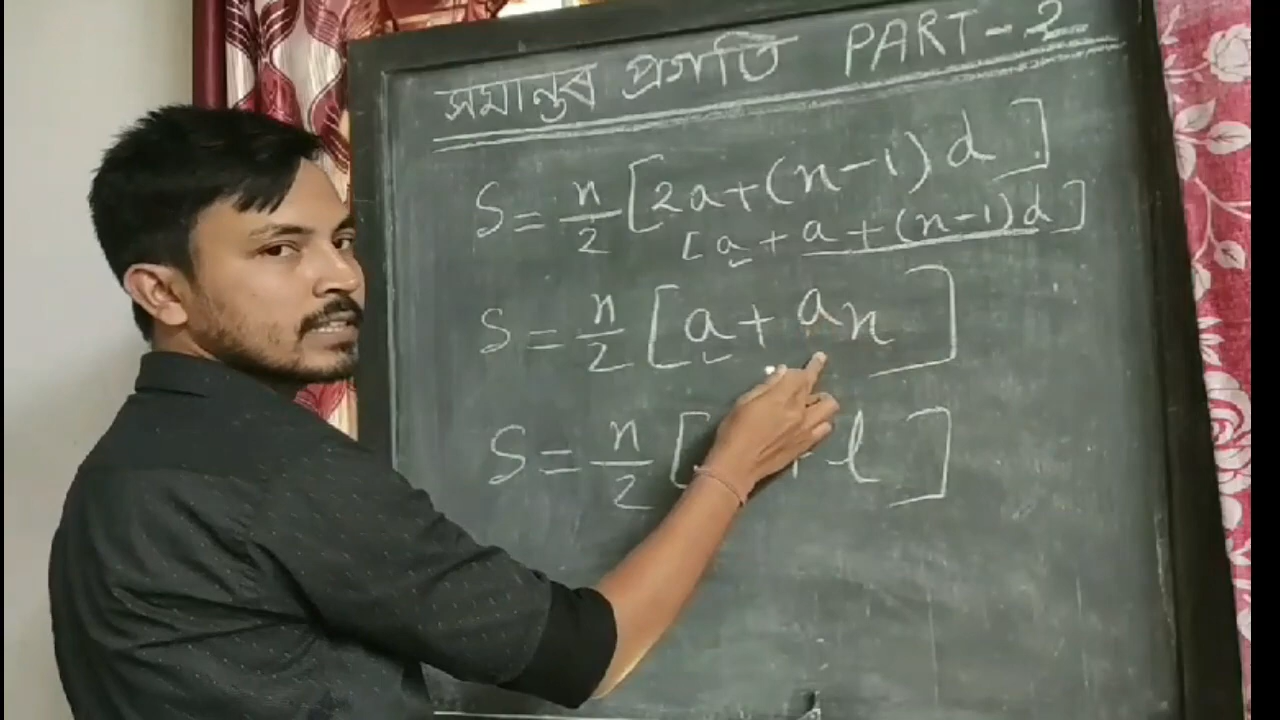 সমান্তৰ প্ৰগতি PART-2
S = n/2 [2a+(n-1)d]
[a + a + (n-1)d]
S = n/2 [a + an]
S = n/2 [ + l]